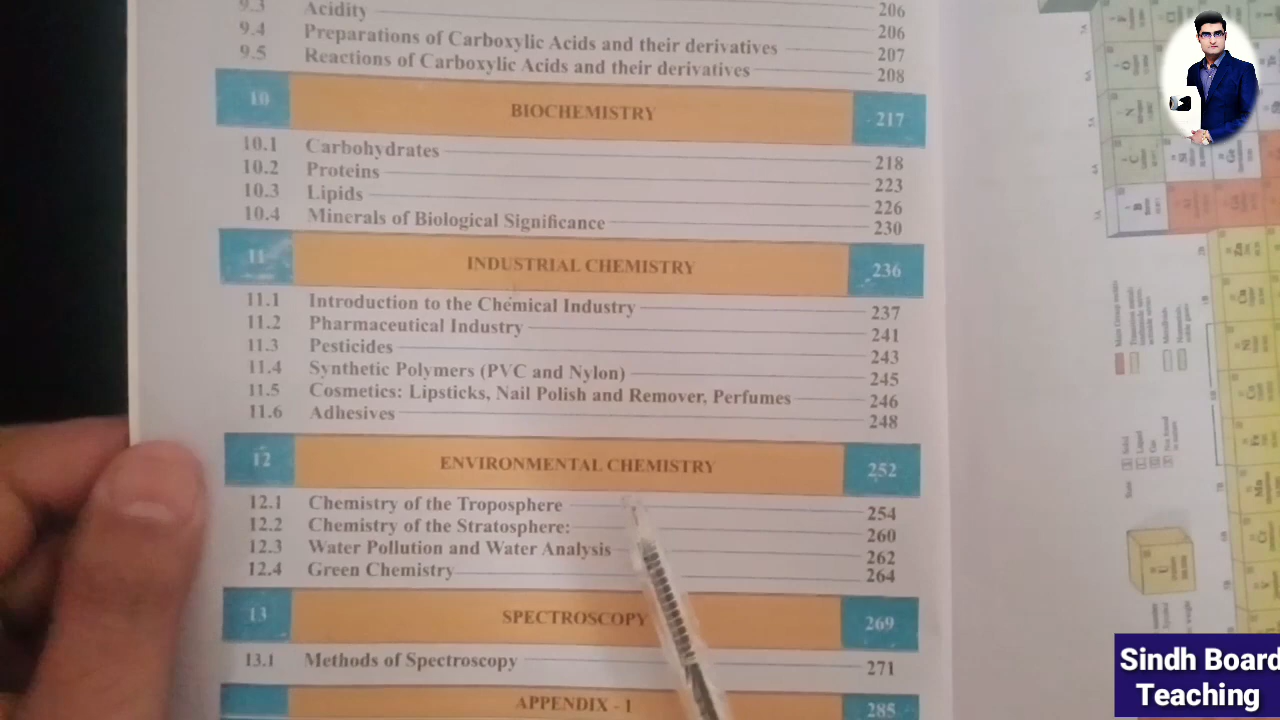 9.3 Acidity 206
206
9.4 Preparations of Carboxylic Acids and their derivatives 207
9.5 Reactions of Carboxylic Acids and their derivatives 208
10 BIOCHEMISTRY 217
10.1 Carbohydrates 218
10.2 Proteins 223
10.3 Lipids 226
10.4 Minerals of Biological Significance 230
11 INDUSTRIAL CHEMISTRY 236
11.1 Introduction to the Chemical Industry 237
11.2 Pharmaceutical Industry 241
11.3 Pesticides 243
11.4 Synthetic Polymers (PVC and Nylon) 245
11.5 Cosmetics: Lipsticks, Nail Polish and Remover, Perfumes 246
11.6 Adhesives 248
12 ENVIRONMENTAL CHEMISTRY 252
12.1 Chemistry of the Troposphere 254
12.2 Chemistry of the Stratosphere: 260
12.3 Water Pollution and Water Analysis 262
12.4 Green Chemistry 264
13 SPECTROSCOPY 269
13.1 Methods of Spectroscopy 271
APPENDIX - 1 285
Sindh Board
Teaching